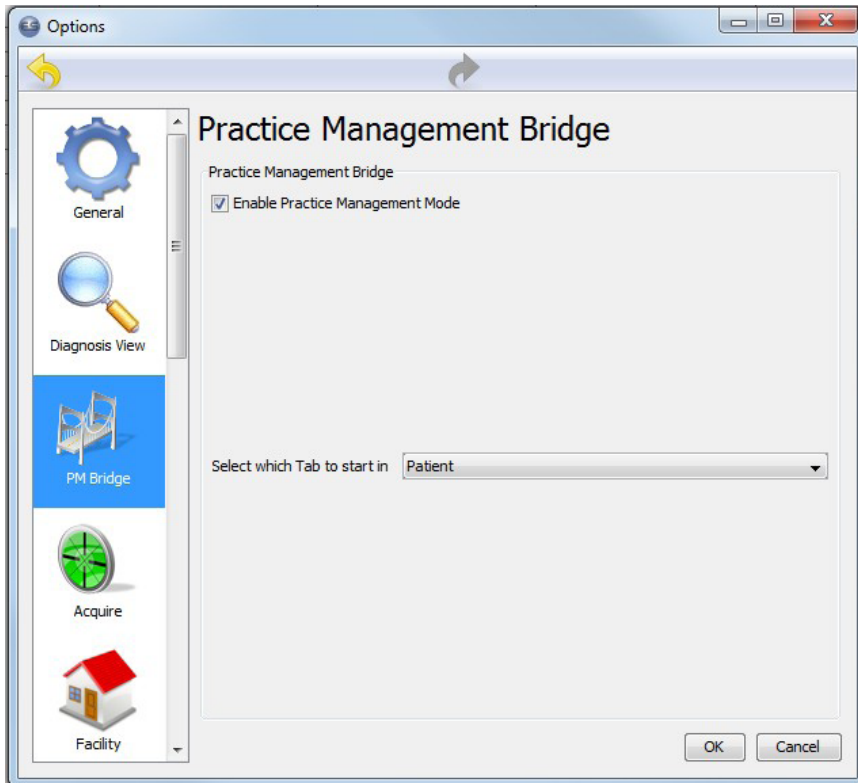 Options
General
Diagnosis View
PM Bridge
Acquire
Facility
Practice Management Bridge
Practice Management Bridge
Enable Practice Management Mode
Select which Tab to start in Patient
OK Cancel